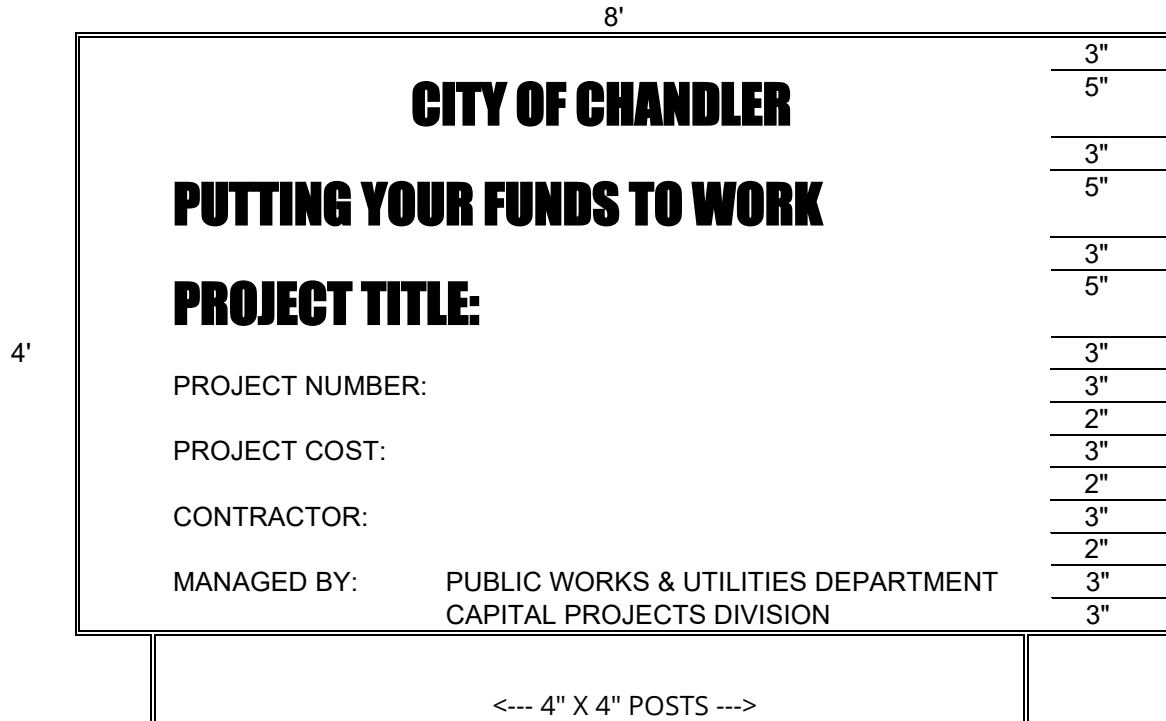 8'
3"
CITY OF CHANDLER 5"
3"
PUTTING YOUR FUNDS TO WORK 5"
3"
PROJECT TITLE: 5"
4' 3"
PROJECT NUMBER: 3"
2"
PROJECT COST: 3"
2"
CONTRACTOR: 3"
2"
MANAGED BY: PUBLIC WORKS & UTILITIES DEPARTMENT 3"
CAPITAL PROJECTS DIVISION 3"
<--- 4" X 4" POSTS --->